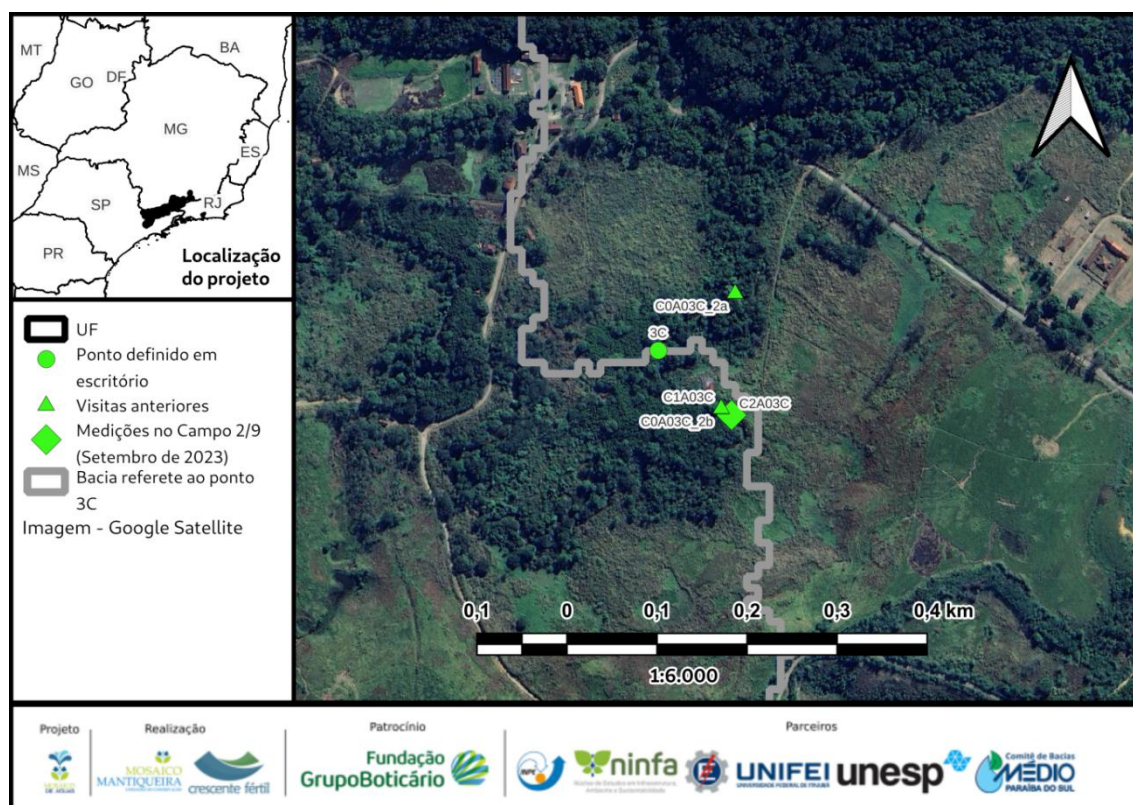 MT
BA
GO
DF
MG
ES
MS
SP
RJ
PR
Localização
do projeto
UF
Ponto definido em
escritório
Visitas anteriores
Medições no Campo 2/9
(Setembro de 2023)
Bacia referete ao ponto
3C
Imagem - Google Satellite
C0A03C_2a
3C
C1A03C
C2A03C
C0A03C_2b
0,1 0 0,1 0,2 0,3 0,4 km
1:6.000
Projeto
Realização
Patrocínio
Parceiros
MOSAICO
MANTIQUEIRA
crescente fértil
Fundação
GrupoBoticário
ninfa
UNIFEI
UNIVERSIDADE FEDERAL DE ITAJUBÁ
unesp
Comitê de Bacias
MÉDIO
PARAÍBA DO SUL